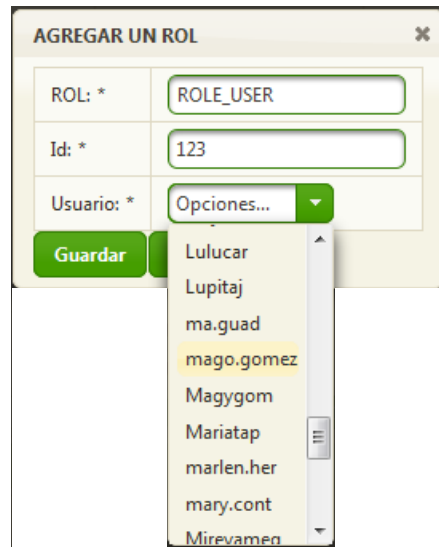 AGREGAR UN ROL
ROL: * ROLE_USER
Id: * 123
Usuario: * Opciones...
Guardar
Lulucar
Lupitaj
ma.guad
mago.gomez
Magygom
Mariatap
marlen.her
mary.cont
Mireyameg